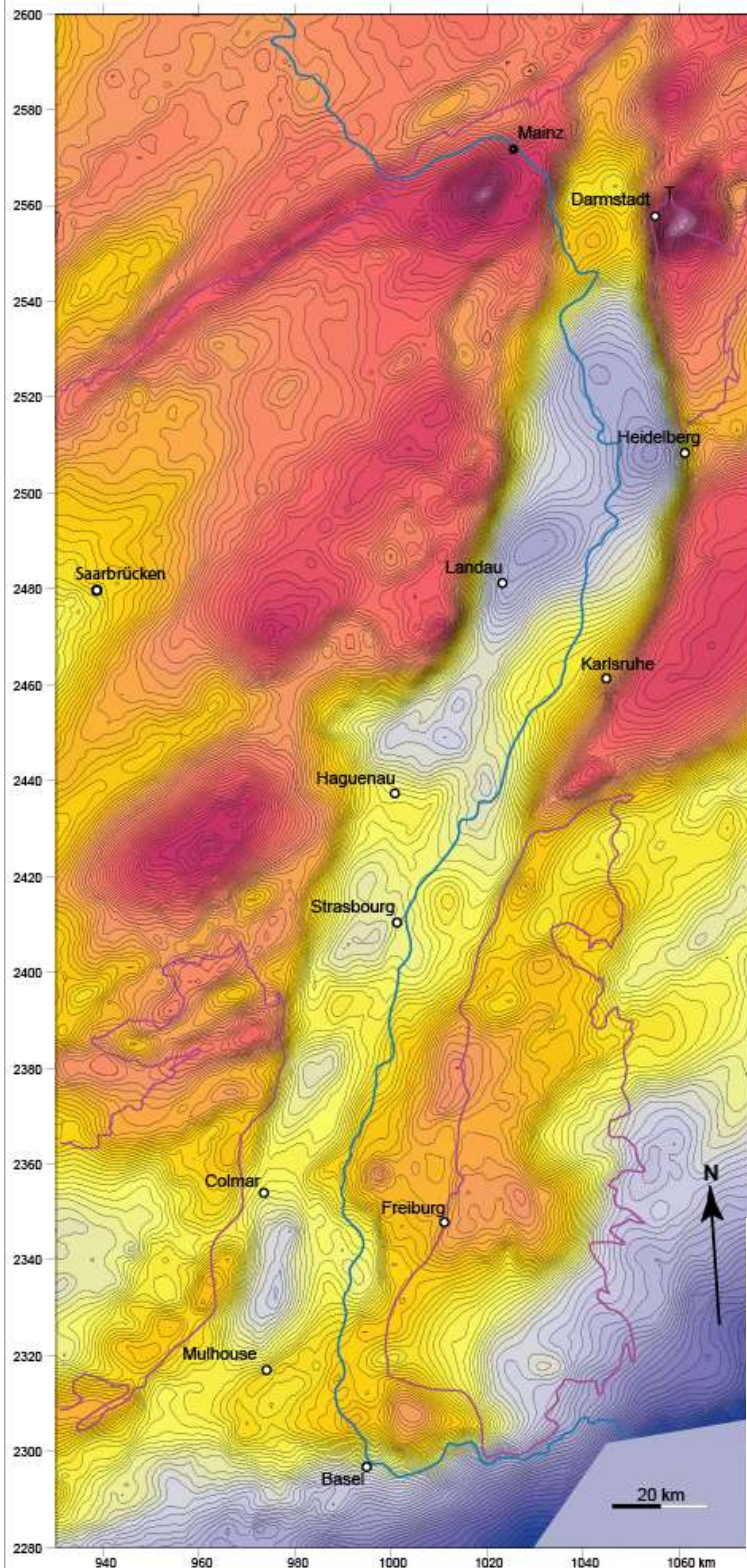 2600
2580
Mainz
2560
Darmstadt
T
2540
2520
Heidelberg
2500
Saarbrücken
Landau
2480
Karlsruhe
2460
2440
Haguenau
2420
Strasbourg
2400
2380
2360
N
Colmar
Freiburg
2340
Mulhouse
2320
2300
Basel
20 km
2280
940 960 980 1000 1020 1040 1060 km